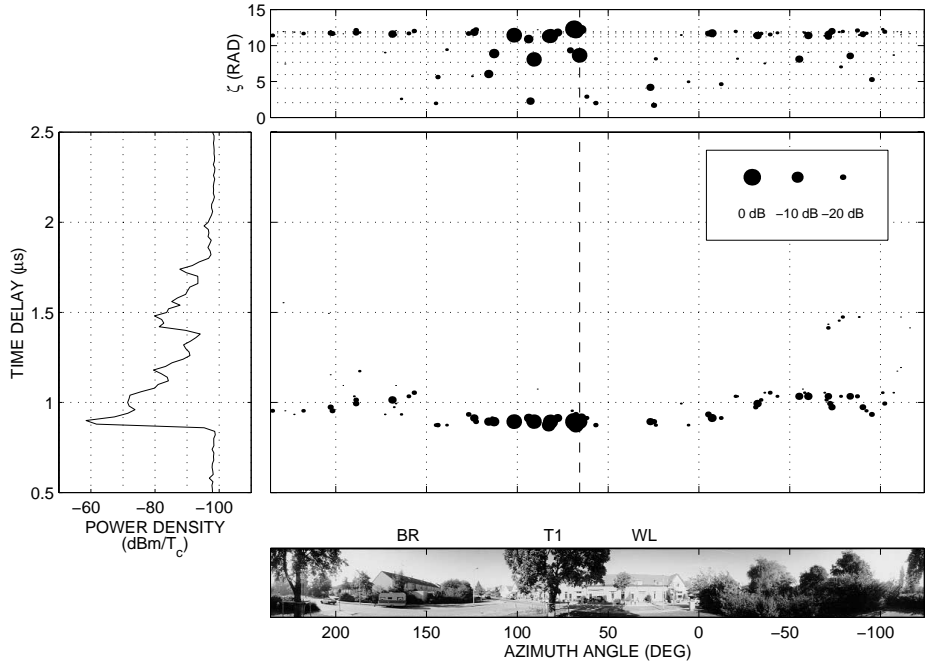 15
10
5
0
ζ (RAD)
2.5
2
1.5
1
0.5
TIME DELAY (μs)
−60 −80 −100
POWER DENSITY
(dBm/Tc)
0 dB −10 dB −20 dB
BR T1 WL
200 150 100 50 0 −50 −100
AZIMUTH ANGLE (DEG)